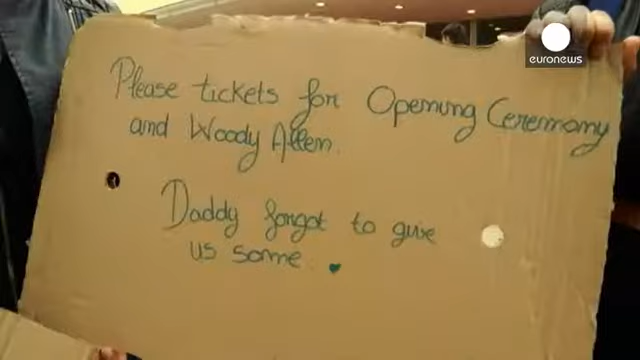 euronews
Please tickets for Opening Ceremony
and Woody Allen.
Daddy forgot to give
us some. ♥